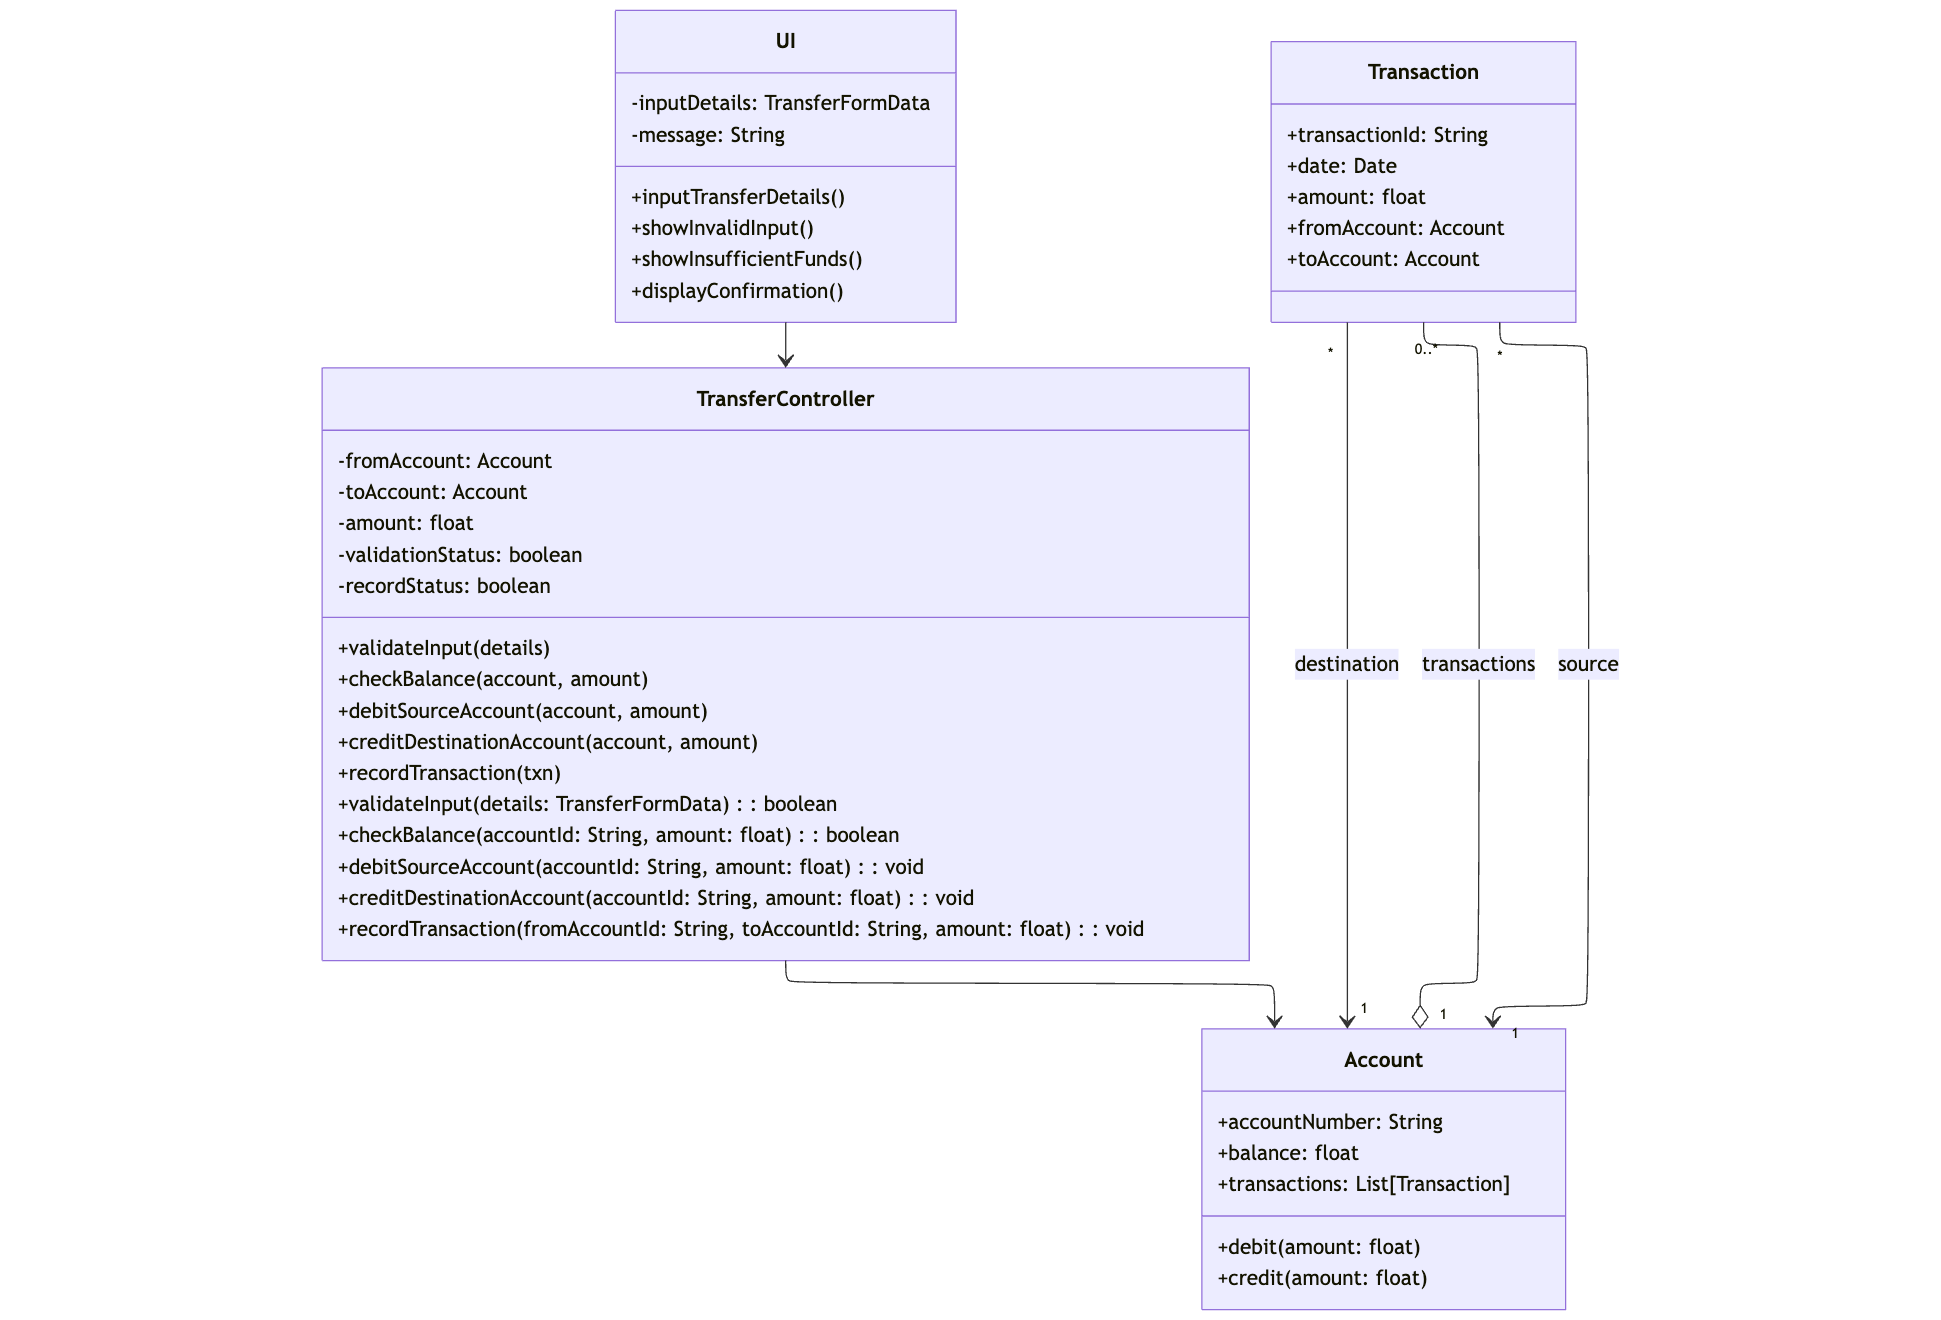 UI
-inputDetails: TransferFormData
-message: String
+inputTransferDetails()
+showInvalidInput()
+showInsufficientFunds()
+displayConfirmation()
Transaction
+transactionId: String
+date: Date
+amount: float
+fromAccount: Account
+toAccount: Account
*
0..*
*
TransferController
-fromAccount: Account
-toAccount: Account
-amount: float
-validationStatus: boolean
-recordStatus: boolean
+validateInput(details)
+checkBalance(account, amount)
+debitSourceAccount(account, amount)
+creditDestinationAccount(account, amount)
+recordTransaction(txn)
+validateInput(details: TransferFormData) : : boolean
+checkBalance(accountId: String, amount: float) : : boolean
+debitSourceAccount(accountId: String, amount: float) : : void
+creditDestinationAccount(accountId: String, amount: float) : : void
+recordTransaction(fromAccountId: String, toAccountId: String, amount: float) : : void
destination
transactions
source
1
1
1
Account
+accountNumber: String
+balance: float
+transactions: List[Transaction]
+debit(amount: float)
+credit(amount: float)